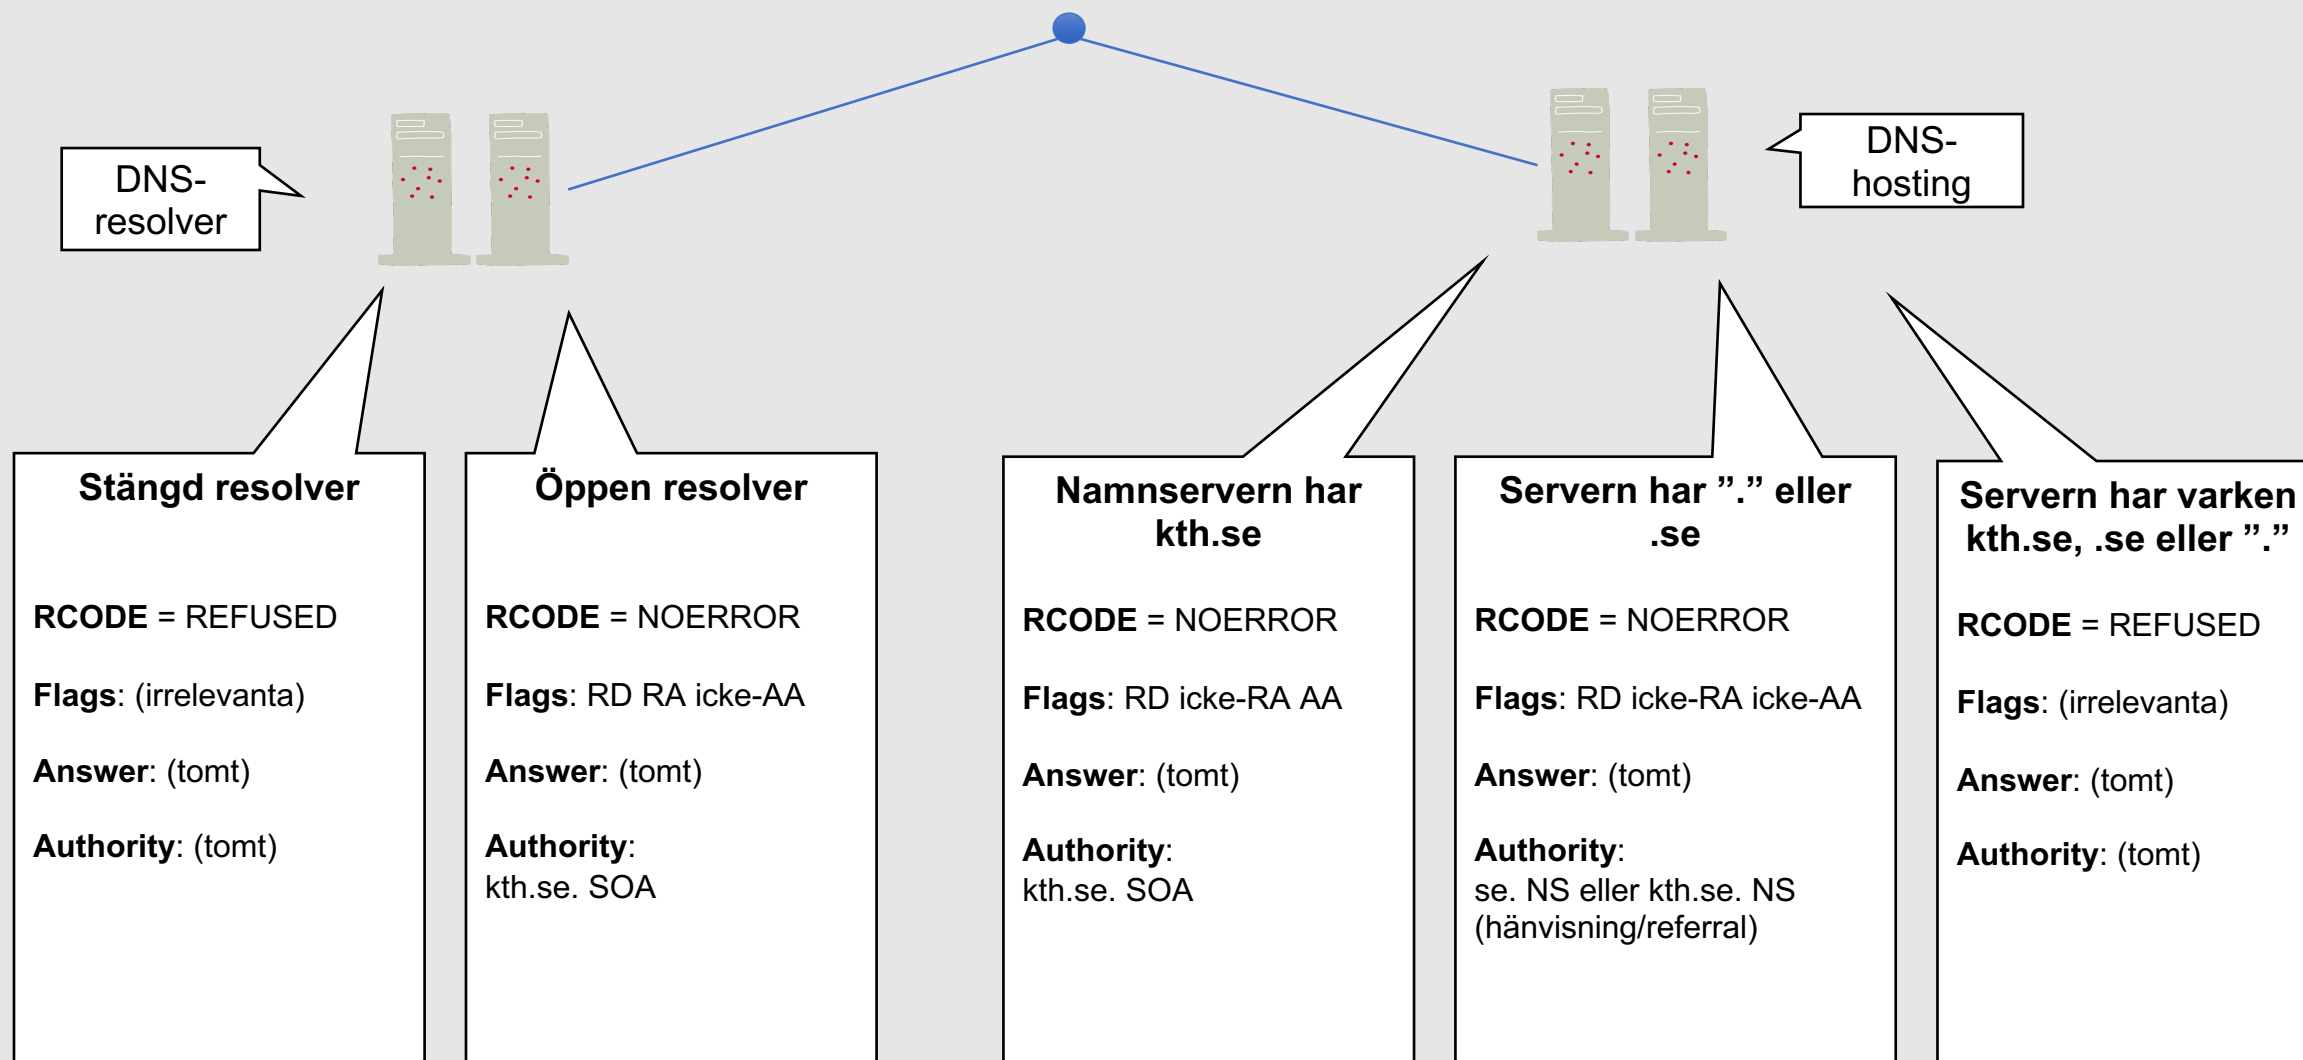 DNS-
resolver
DNS-
hosting
Stängd resolver
RCODE = REFUSED
Flags: (irrelevanta)
Answer: (tomt)
Authority: (tomt)
Öppen resolver
RCODE = NOERROR
Flags: RD RA icke-AA
Answer: (tomt)
Authority:
kth.se. SOA
Namnservern har
kth.se
RCODE = NOERROR
Flags: RD icke-RA AA
Answer: (tomt)
Authority:
kth.se. SOA
Servern har ”.” eller
.se
RCODE = NOERROR
Flags: RD icke-RA icke-AA
Answer: (tomt)
Authority:
se. NS eller kth.se. NS
(hänvisning/referral)
Servern har varken
kth.se, .se eller ”.”
RCODE = REFUSED
Flags: (irrelevanta)
Answer: (tomt)
Authority: (tomt)